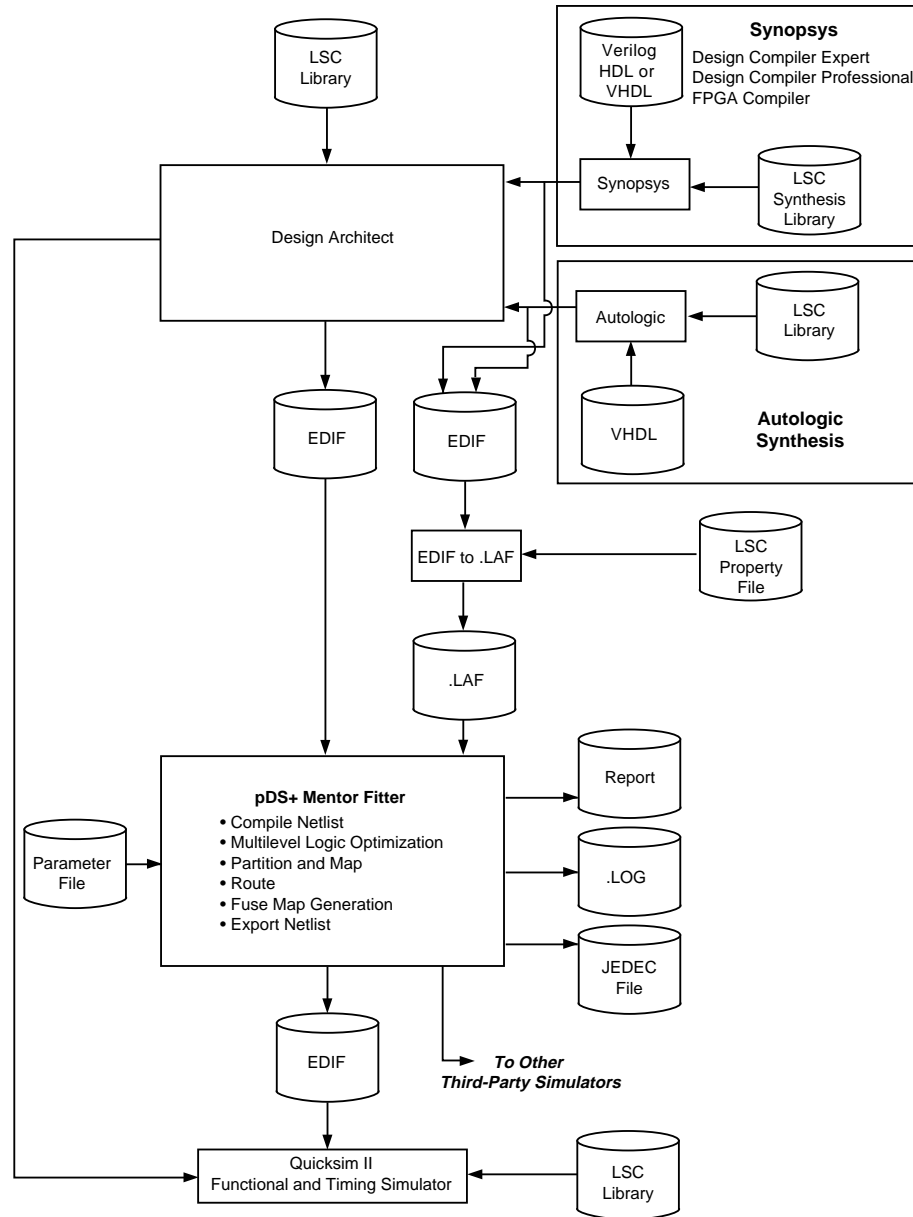 LSC
Library
Verilog
HDL or
VHDL
Synopsys
Design Compiler Expert
Design Compiler Professional
FPGA Compiler
Synopsys
LSC
Synthesis
Library
Design Architect
Autologic
LSC
Library
VHDL
Autologic
Synthesis
EDIF
EDIF
EDIF to .LAF
LSC
Property
File
.LAF
pDS+ Mentor Fitter
• Compile Netlist
• Multilevel Logic Optimization
• Partition and Map
• Route
• Fuse Map Generation
• Export Netlist
Parameter
File
Report
.LOG
JEDEC
File
EDIF
To Other
Third-Party Simulators
Quicksim II
Functional and Timing Simulator
LSC
Library